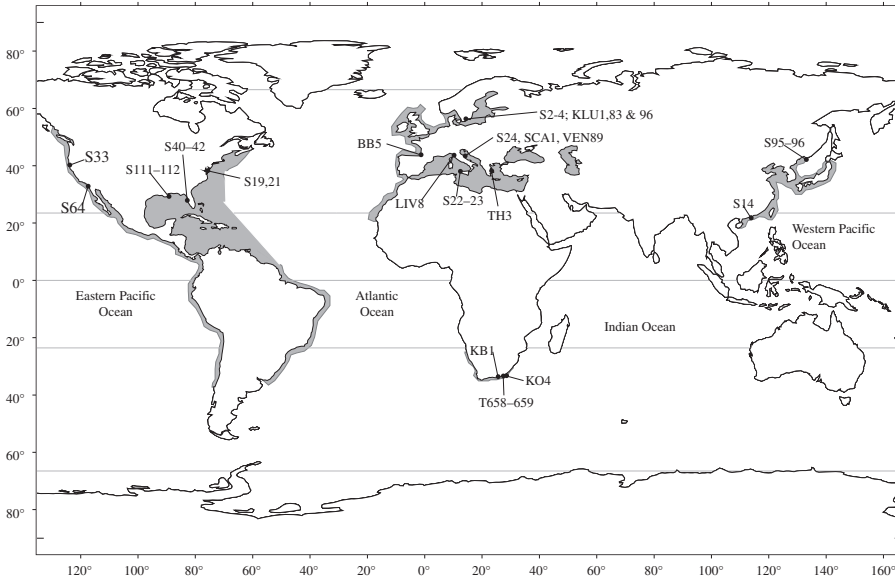 80°
60°
S2-4; KLU1,83 & 96
S40–42
BB5
S24, SCA1, VEN89
S95–96
S33
40°
S111–112
S19,21
LIV8
S22–23
TH3
S14
S64
20°
Western Pacific
Ocean
0°
Eastern Pacific
Ocean
Atlantic
Ocean
Indian Ocean
20°
KB1
KO4
T658–659
40°
60°
80°
120° 100° 80° 60° 40° 20° 0° 20° 40° 60° 80° 100° 120° 140° 160°